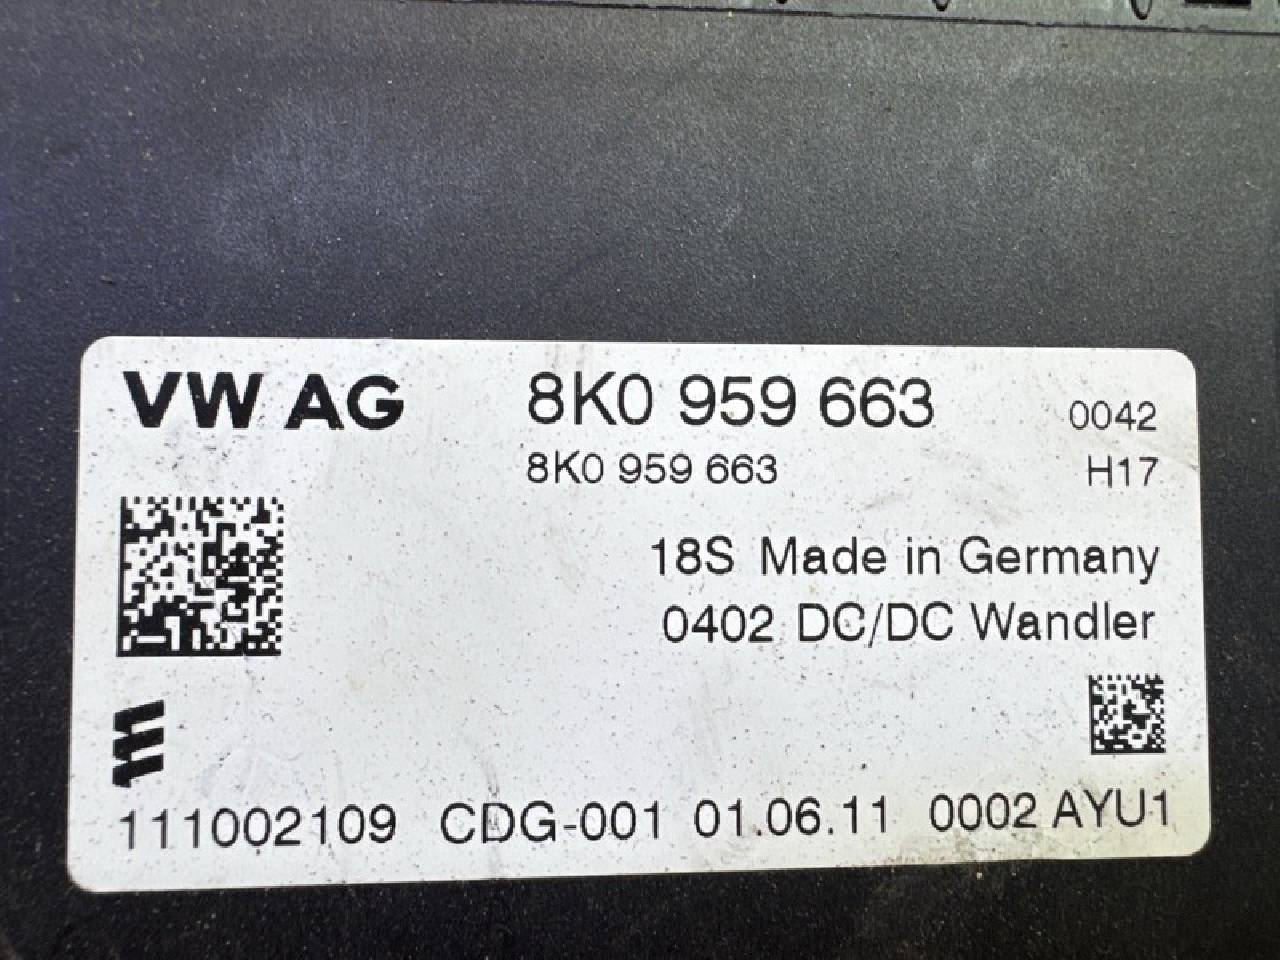 VW AG 8K0 959 663 0042
8K0 959 663 H17
18S Made in Germany
0402 DC/DC Wandler
111002109 CDG-001 01.06.11 0002 AYU1